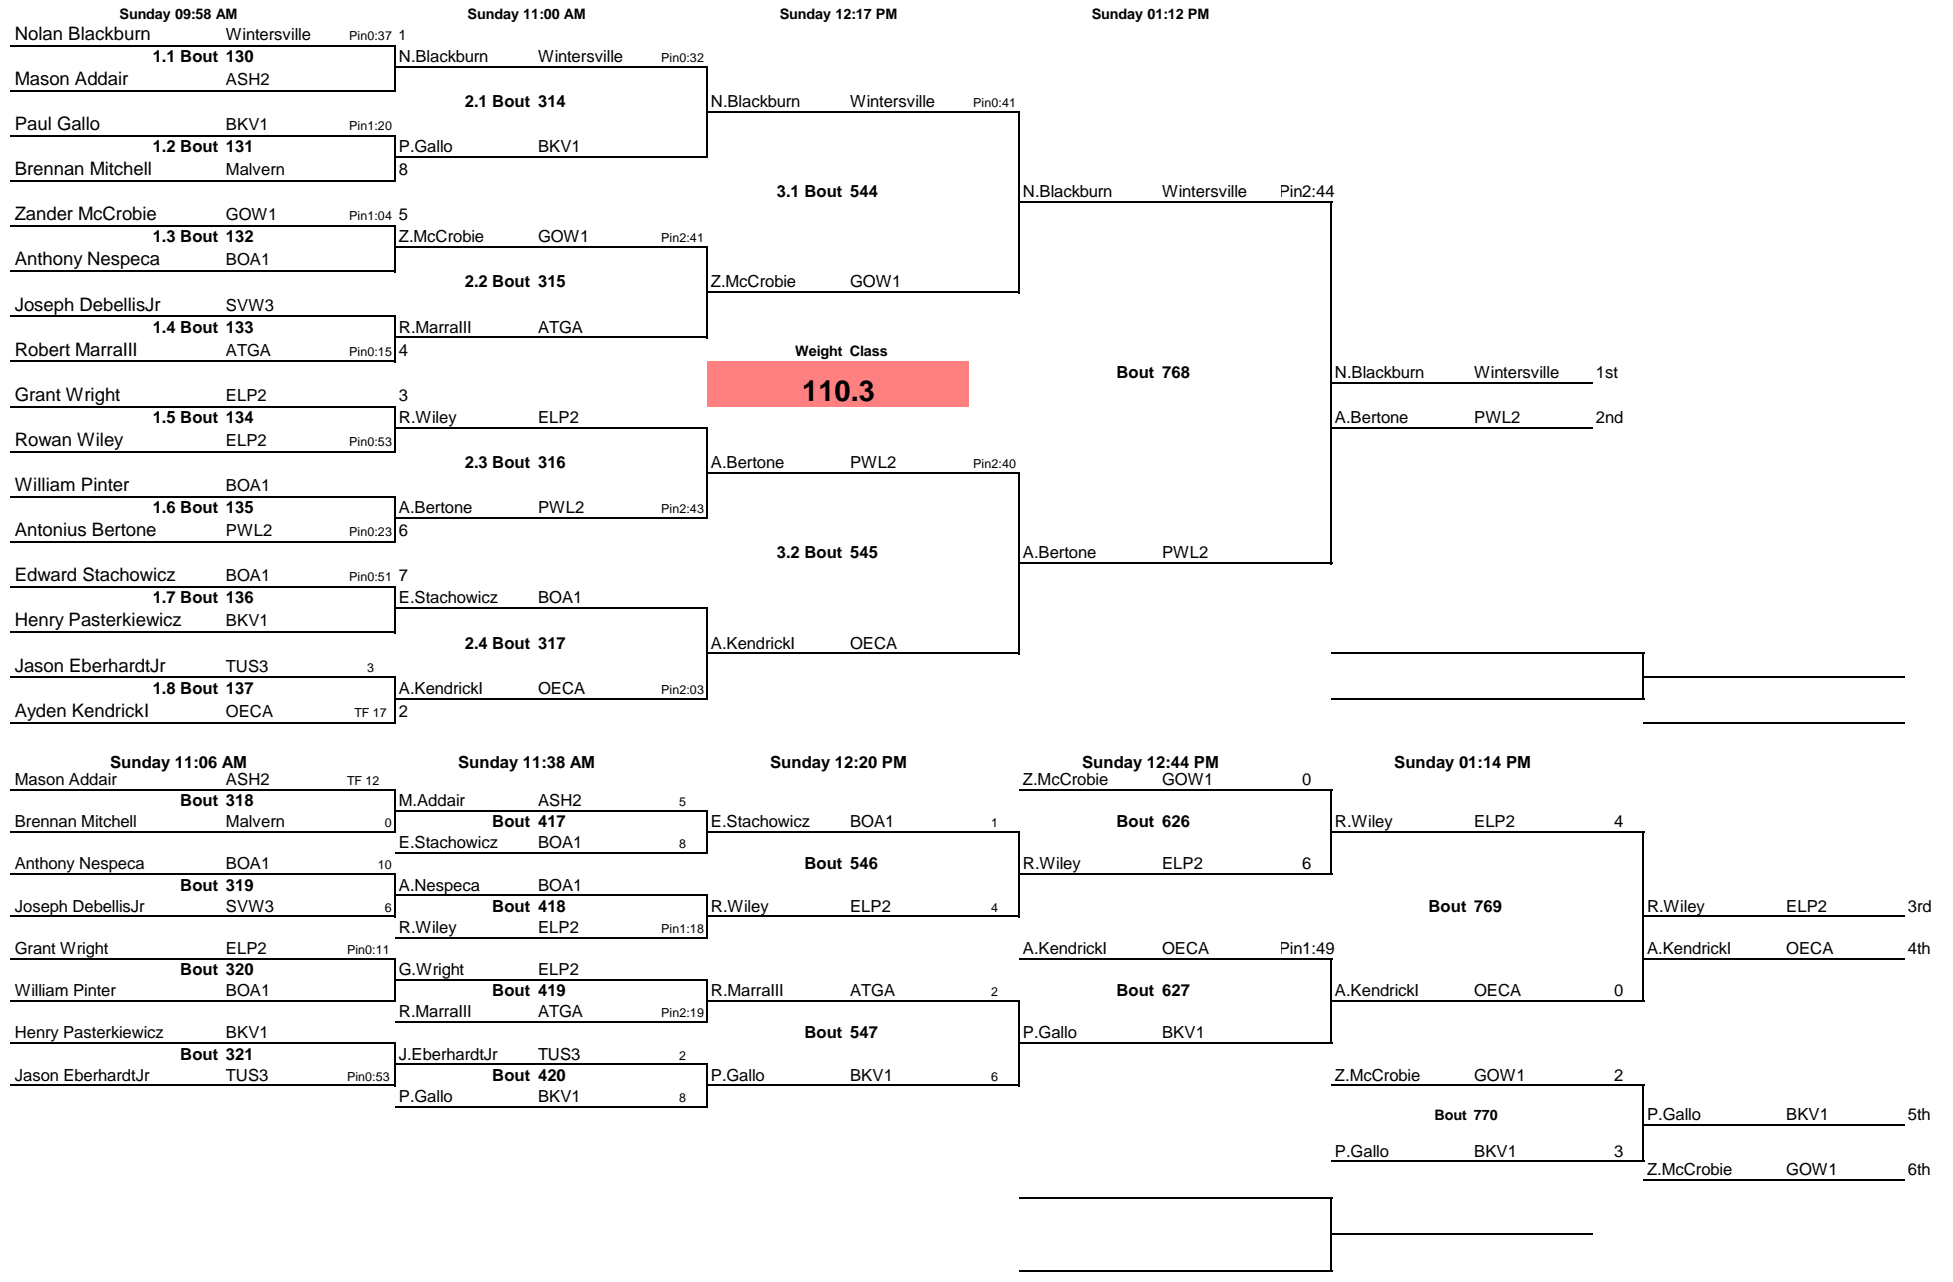 Sunday 09:58 AM Sunday 11:00 AM Sunday 12:17 PM Sunday 01:12 PM
Nolan Blackburn Wintersville Pin0:37 1
1.1 Bout 130 N.Blackburn Wintersville Pin0:32
Mason Addair ASH2
2.1 Bout 314 N.Blackburn Wintersville Pin0:41
Paul Gallo BKV1 Pin1:20
1.2 Bout 131 P.Gallo BKV1
Brennan Mitchell Malvern 8
3.1 Bout 544 N.Blackburn Wintersville Pin2:44
Zander McCrobie GOW1 Pin1:04 5
1.3 Bout 132 Z.McCrobie GOW1 Pin2:41
Anthony Nespeca BOA1
2.2 Bout 315 Z.McCrobie GOW1
Joseph DebellisJr SVW3
1.4 Bout 133 R.MarraIII ATGA
Robert MarraIII ATGA Pin0:15 4 Weight Class
Bout 768 N.Blackburn Wintersville 1st
Grant Wright ELP2 3 110.3
1.5 Bout 134 R.Wiley ELP2 A.Bertone PWL2 2nd
Rowan Wiley ELP2 Pin0:53
2.3 Bout 316 A.Bertone PWL2 Pin2:40
William Pinter BOA1
1.6 Bout 135 A.Bertone PWL2 Pin2:43
Antonius Bertone PWL2 Pin0:23 6
3.2 Bout 545 A.Bertone PWL2
Edward Stachowicz BOA1 Pin0:51 7
1.7 Bout 136 E.Stachowicz BOA1
Henry Pasterkiewicz BKV1
2.4 Bout 317 A.KendrickI OECA
Jason EberhardtJr TUS3 3
1.8 Bout 137 A.KendrickI OECA Pin2:03
Ayden KendrickI OECA TF 17 2
Sunday 11:06 AM Sunday 11:38 AM Sunday 12:20 PM Sunday 12:44 PM Sunday 01:14 PM
Mason Addair ASH2 TF 12 Z.McCrobie GOW1 0
Bout 318 M.Addair ASH2 5
Brennan Mitchell Malvern 0 Bout 417 E.Stachowicz BOA1 1 Bout 626 R.Wiley ELP2 4
E.Stachowicz BOA1 8
Anthony Nespeca BOA1 10 Bout 546 R.Wiley ELP2 6
Bout 319 A.Nespeca BOA1
Joseph DebellisJr SVW3 6 Bout 418 R.Wiley ELP2 4 Bout 769 R.Wiley ELP2 3rd
R.Wiley ELP2 Pin1:18
Grant Wright ELP2 Pin0:11 A.KendrickI OECA Pin1:49 A.KendrickI OECA 4th
Bout 320 G.Wright ELP2
William Pinter BOA1 Bout 419 R.MarraIII ATGA 2 Bout 627 A.KendrickI OECA 0
R.MarraIII ATGA Pin2:19
Henry Pasterkiewicz BKV1 Bout 547 P.Gallo BKV1
Bout 321 J.EberhardtJr TUS3 2
Jason EberhardtJr TUS3 Pin0:53 Bout 420 P.Gallo BKV1 6 Z.McCrobie GOW1 2
P.Gallo BKV1 8
Bout 770 P.Gallo BKV1 5th
P.Gallo BKV1 3
Z.McCrobie GOW1 6th